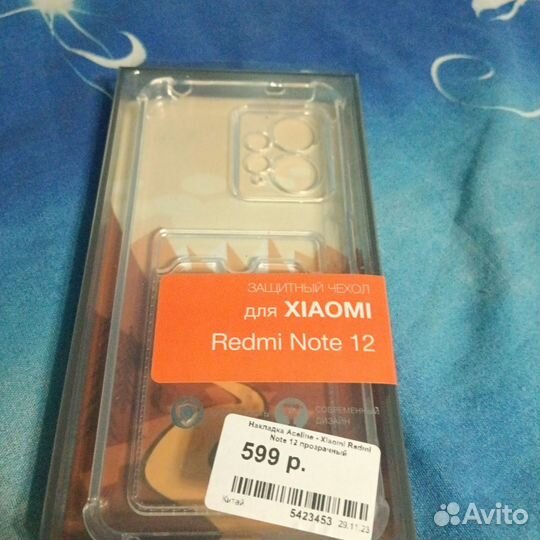 ЗАЩИТНЫЙ ЧЕХОЛ
для XIAOMI
Redmi Note 12
СОВРЕМЕННЫЙ
ДИЗАЙН
Накладка Aceline - Xiaomi Redmi
Note 12 прозрачный
599 р.
Китай
5423453 29.11.23
Avito